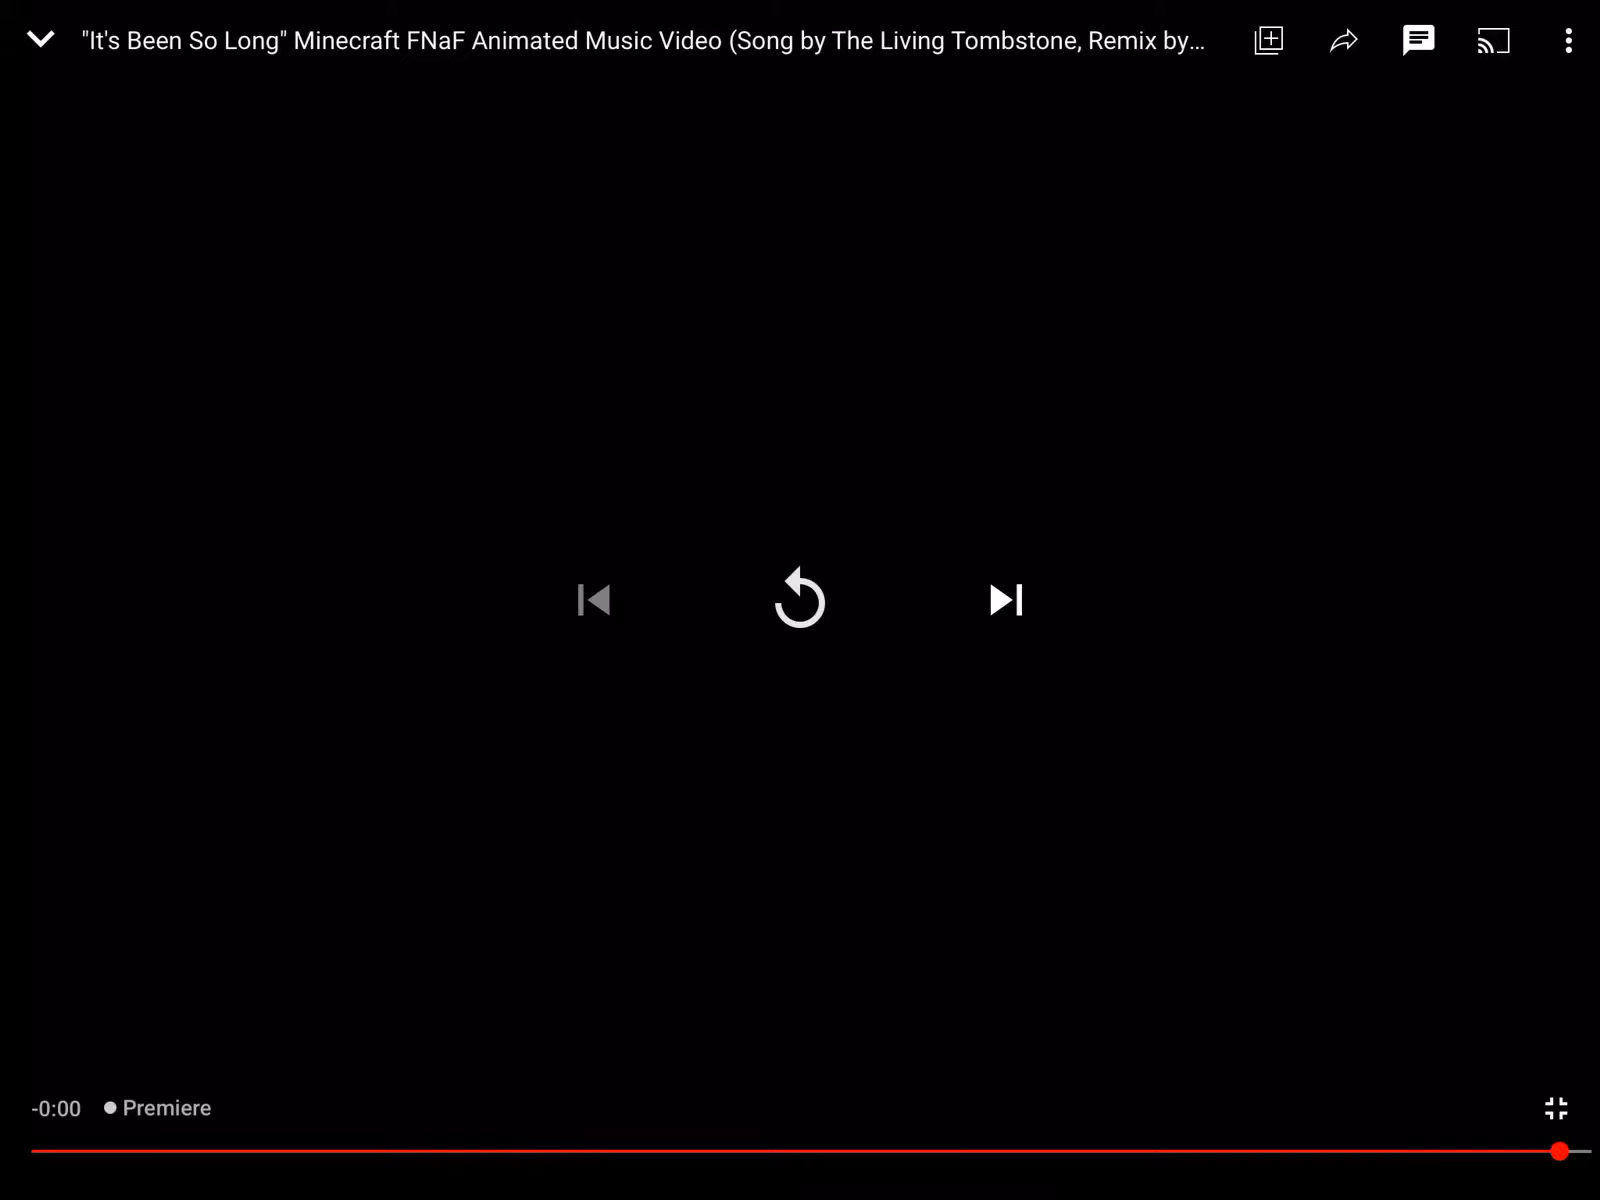 "It's Been So Long" Minecraft FNaF Animated Music Video (Song by The Living Tombstone, Remix by...
-0:00 ● Premiere